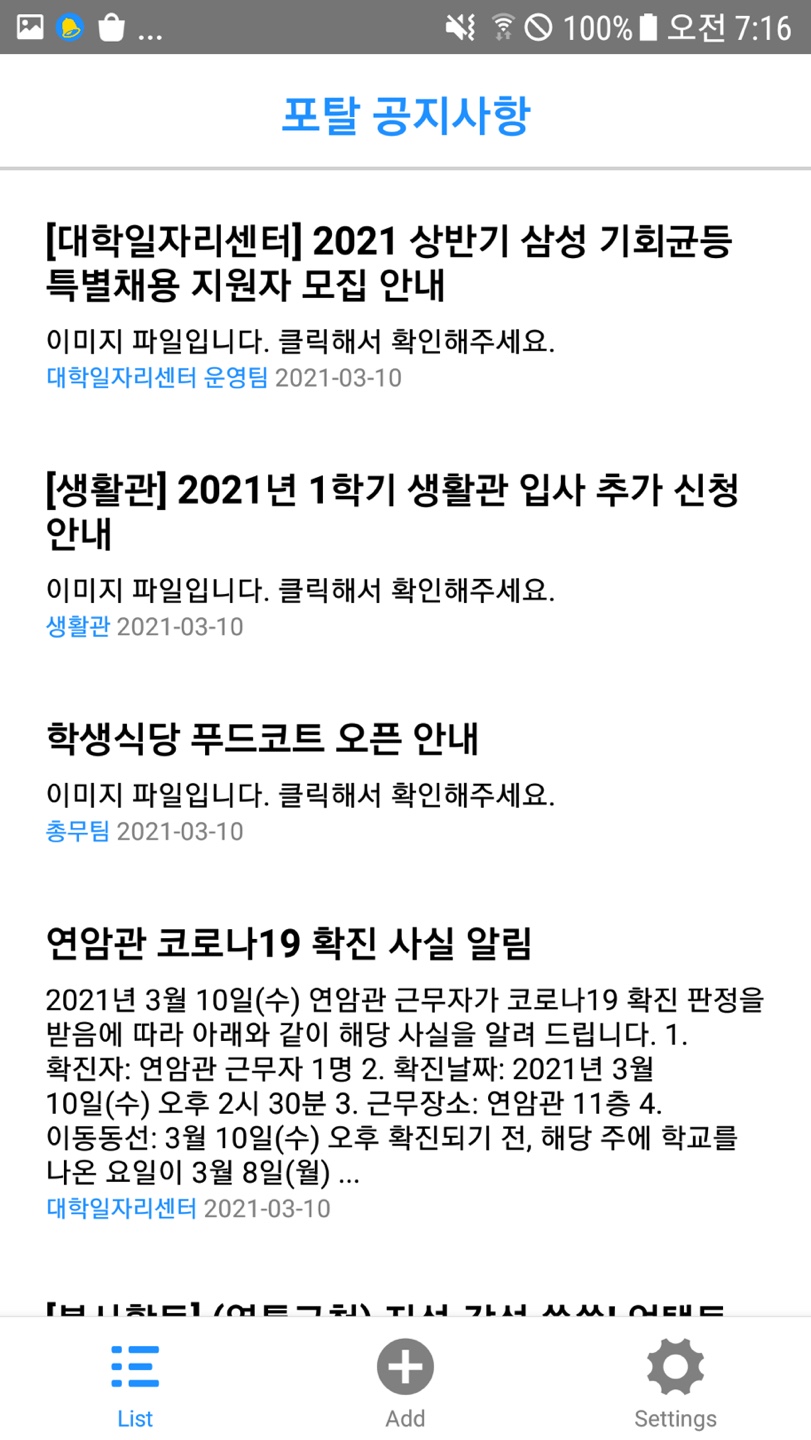 ... 100% 오전 7:16
포탈 공지사항
[대학일자리센터] 2021 상반기 삼성 기회균등
특별채용 지원자 모집 안내
이미지 파일입니다. 클릭해서 확인해주세요.
대학일자리센터 운영팀 2021-03-10
[생활관] 2021년 1학기 생활관 입사 추가 신청
안내
이미지 파일입니다. 클릭해서 확인해주세요.
생활관 2021-03-10
학생식당 푸드코트 오픈 안내
이미지 파일입니다. 클릭해서 확인해주세요.
총무팀 2021-03-10
연암관 코로나19 확진 사실 알림
2021년 3월 10일(수) 연암관 근무자가 코로나19 확진 판정을
받음에 따라 아래와 같이 해당 사실을 알려 드립니다. 1.
확진자: 연암관 근무자 1명 2. 확진날짜: 2021년 3월
10일(수) 오후 2시 30분 3. 근무장소: 연암관 11층 4.
이동동선: 3월 10일(수) 오후 확진되기 전, 해당 주에 학교를
나온 요일이 3월 8일(월) ...
대학일자리센터 2021-03-10
List Add Settings